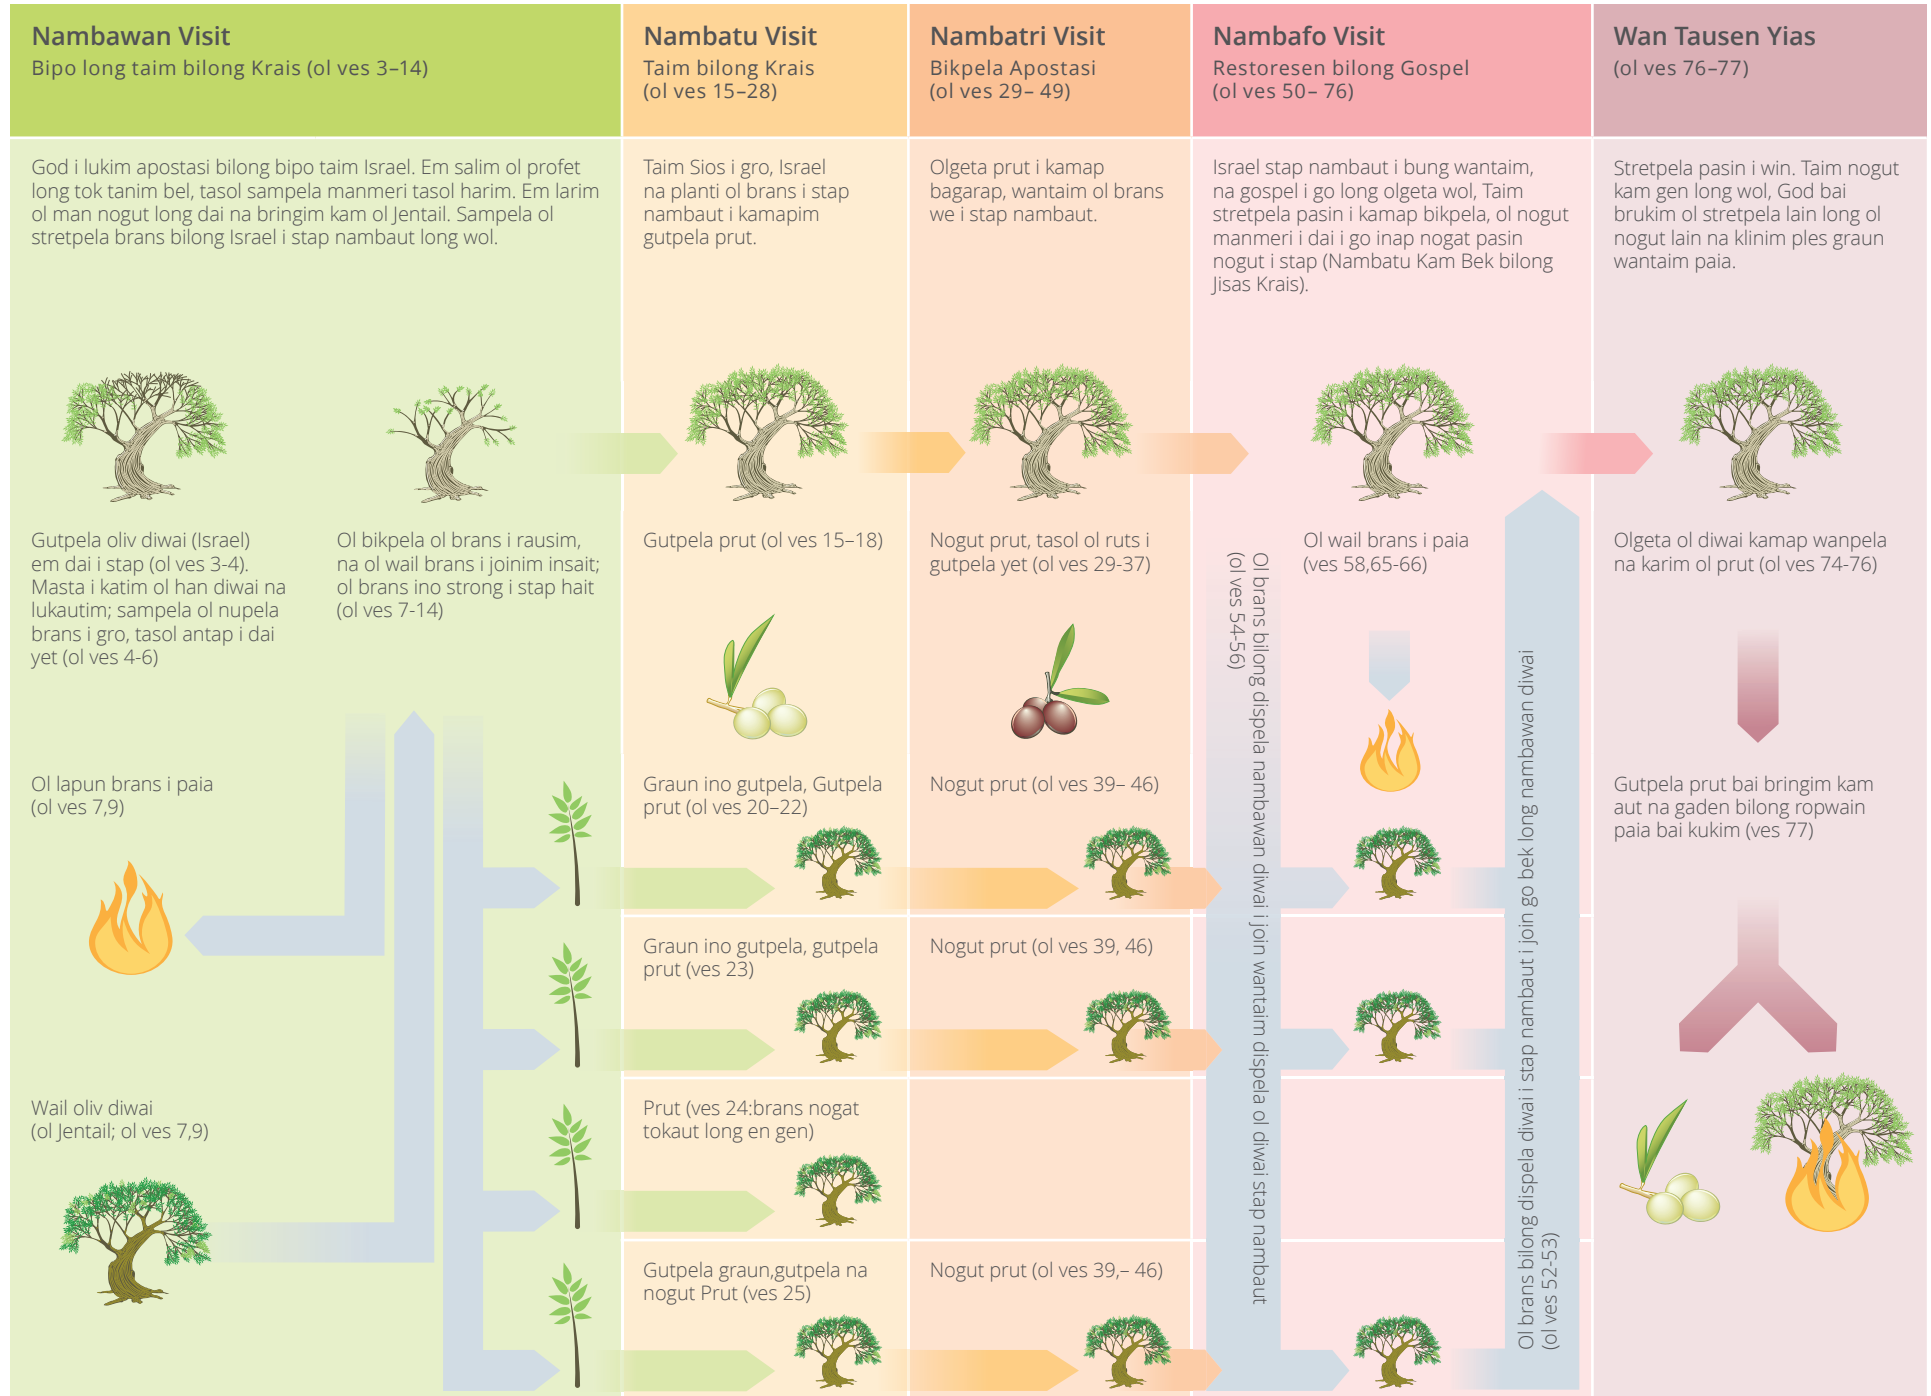 Nambawan Visit
Bipo long taim bilong Krais (ol ves 3–14)
Nambatu Visit
Taim bilong Krais
(ol ves 15–28)
Nambatri Visit
Bikpela Apostasi
(ol ves 29– 49)
Nambafo Visit
Restoresen bilong Gospel
(ol ves 50– 76)
Wan Tausen Yias
(ol ves 76–77)
God i lukim apostasi bilong bipo taim Israel. Em salim ol profet
long tok tanim bel, tasol sampela manmeri tasol harim. Em larim
ol man nogut long dai na bringim kam ol Jentail. Sampela ol
stretpela brans bilong Israel i stap nambaut long wol.
Taim Sios i gro, Israel
na planti ol brans i stap
nambaut i kamapim
gutpela prut.
Olgeta prut i kamap
bagarap, wantaim ol brans
we i stap nambaut.
Israel stap nambaut i bung wantaim,
na gospel i go long olgeta wol, Taim
stretpela pasin i kamap bikpela, ol nogut
manmeri i dai i go inap nogat pasin
nogut i stap (Nambatu Kam Bek bilong
Jisas Krais).
Stretpela pasin i win. Taim nogut
kam gen long wol, God bai
brukim ol stretpela lain long ol
nogut lain na klinim ples graun
wantaim paia.
Gutpela oliv diwai (Israel)
em dai i stap (ol ves 3-4).
Masta i katim ol han diwai na
lukautim; sampela ol nupela
brans i gro, tasol antap i dai
yet (ol ves 4-6)
Ol bikpela ol brans i rausim,
na ol wail brans i joinim insait;
ol brans ino strong i stap hait
(ol ves 7-14)
Gutpela prut (ol ves 15–18)
Nogut prut, tasol ol ruts i
gutpela yet (ol ves 29-37)
Ol wail brans i paia
(ves 58,65-66)
Olgeta ol diwai kamap wanpela
na karim ol prut (ol ves 74-76)
Ol lapun brans i paia
(ol ves 7,9)
Graun ino gutpela, Gutpela
prut (ol ves 20–22)
Nogut prut (ol ves 39– 46)
Ol brans bilong dispela nambawan diwai i join wantaim dispela ol diwai stap nambaut
(ol ves 54-56)
Ol brans bilong dispela diwai i stap nambaut i join go bek long nambawan diwai
(ol ves 52-53)
Gutpela prut bai bringim kam
aut na gaden bilong ropwain
paia bai kukim (ves 77)
Graun ino gutpela, gutpela
prut (ves 23)
Nogut prut (ol ves 39, 46)
Wail oliv diwai
(ol Jentail; ol ves 7,9)
Prut (ves 24:brans nogat
tokaut long en gen)
Gutpela graun,gutpela na
nogut Prut (ves 25)
Nogut prut (ol ves 39,– 46)